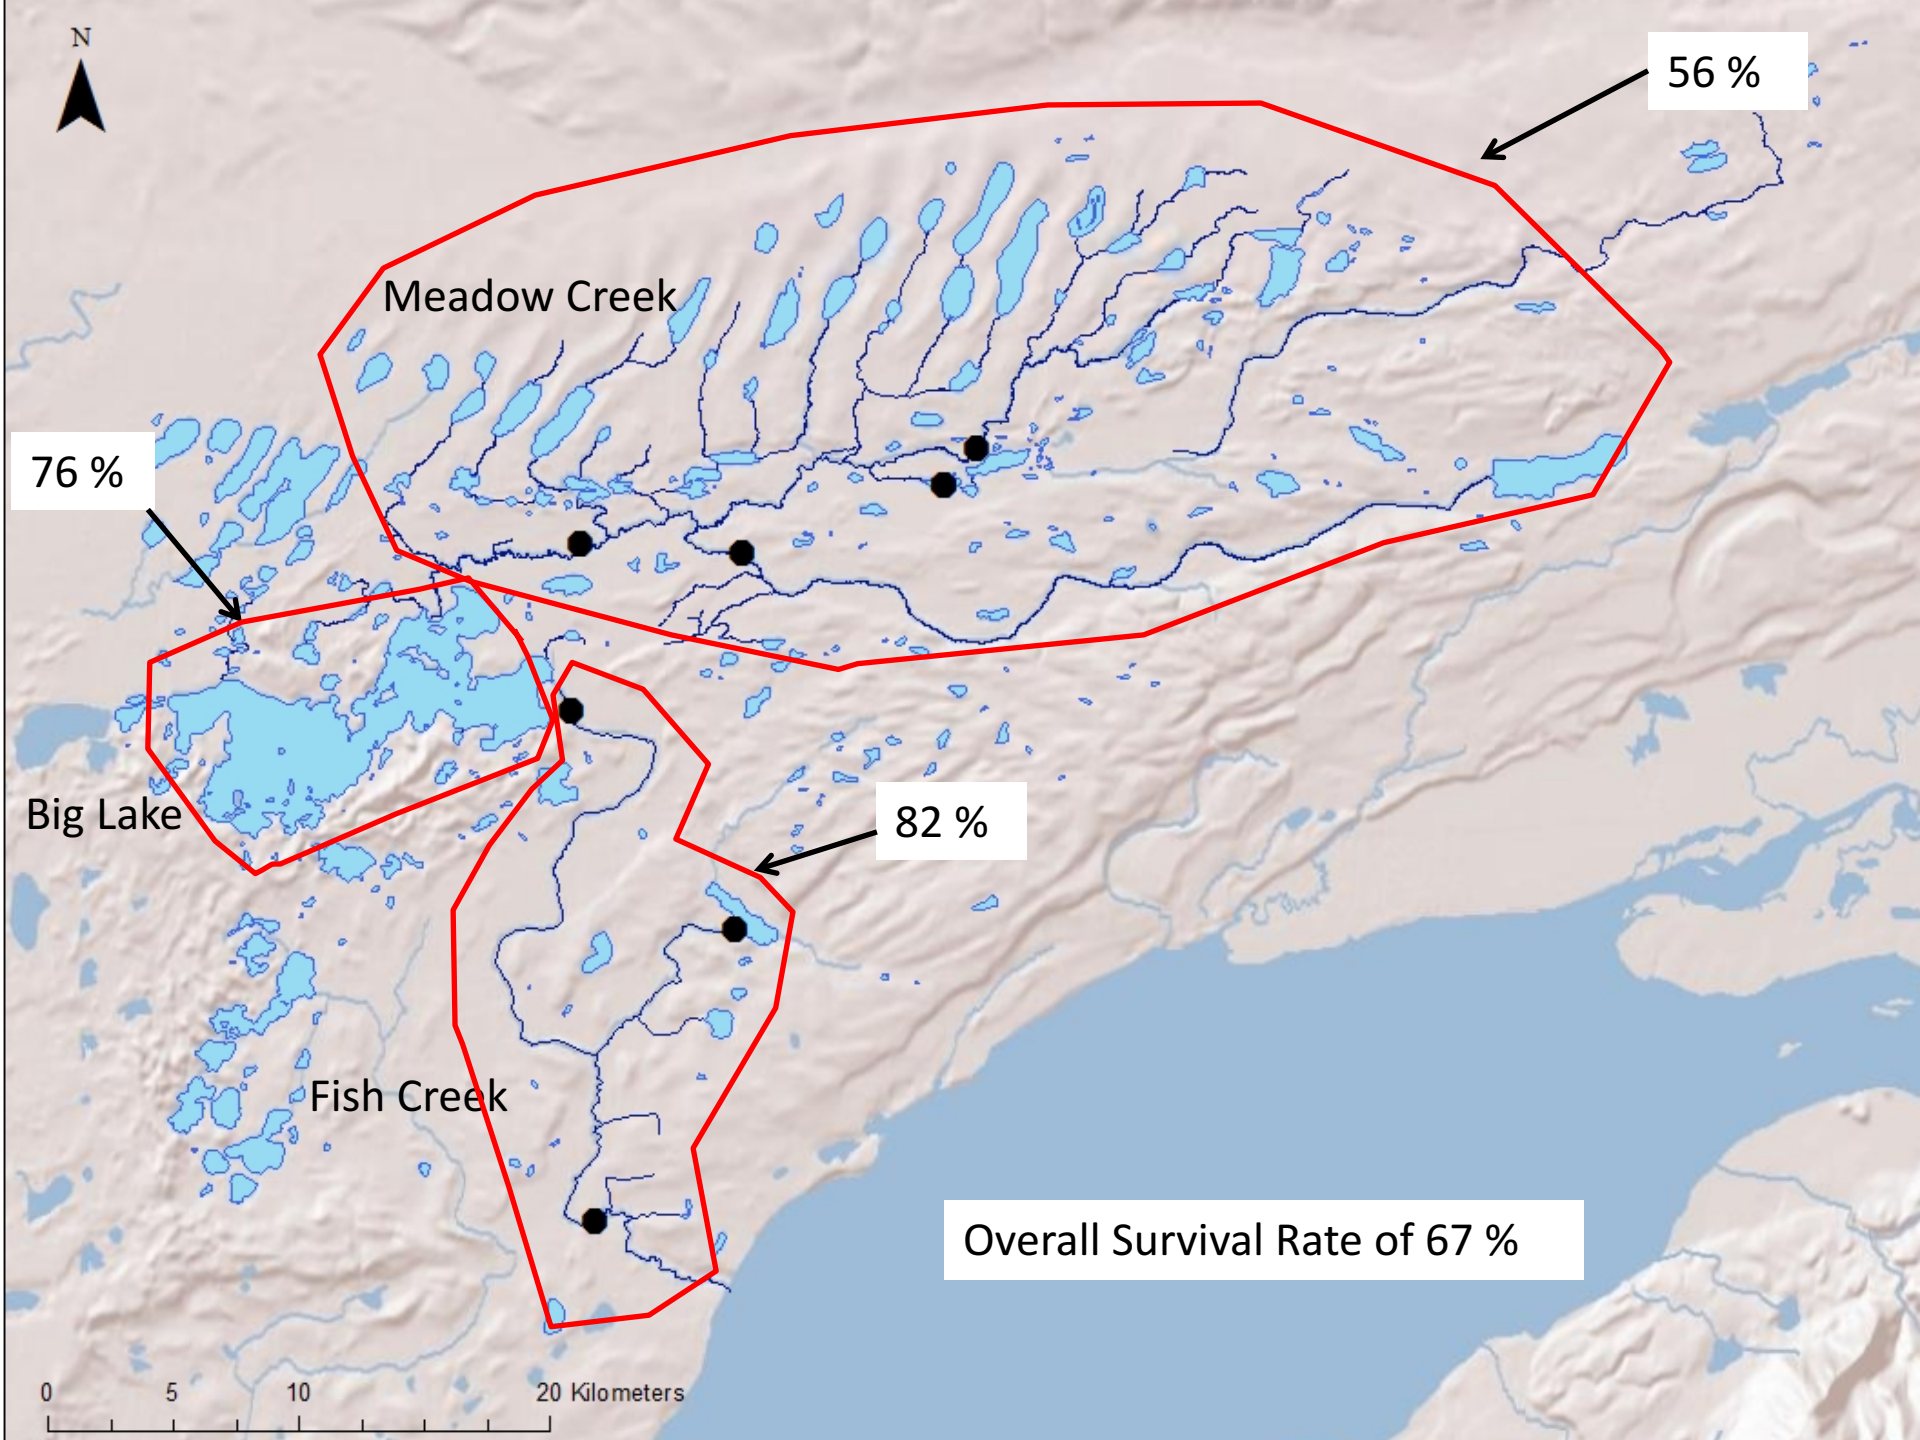 N
56 %
Meadow Creek
76 %
Big Lake
82 %
Fish Creek
Overall Survival Rate of 67 %
0 5 10 20 Kilometers